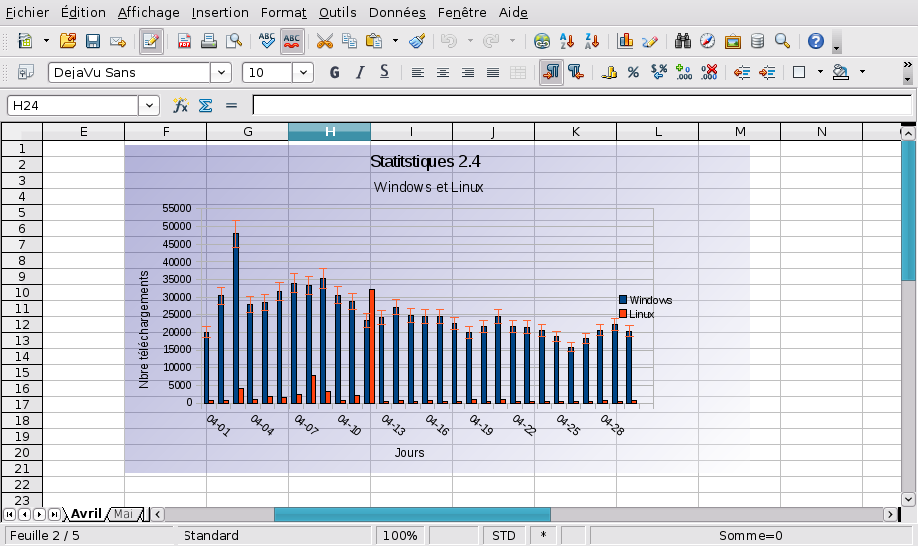 Fichier Édition Affichage Insertion Format Outils Données Fenêtre Aide
ABC ABC
DejaVu Sans 10 G I S
H24
E F G H I J K L M N
1
2
3
4
5
6
7
8
9
10
11
12
13
14
15
16
17
18
19
20
21
22
23
Statitstiques 2.4
Windows et Linux
Nbre téléchargements
55000
50000
45000
40000
35000
30000
25000
20000
15000
10000
5000
0
Windows
Linux
04-01 04-04 04-07 04-10 04-13 04-16 04-19 04-22 04-25 04-28
Jours
Avril Mai
Feuille 2 / 5 Standard 100% STD * Somme=0